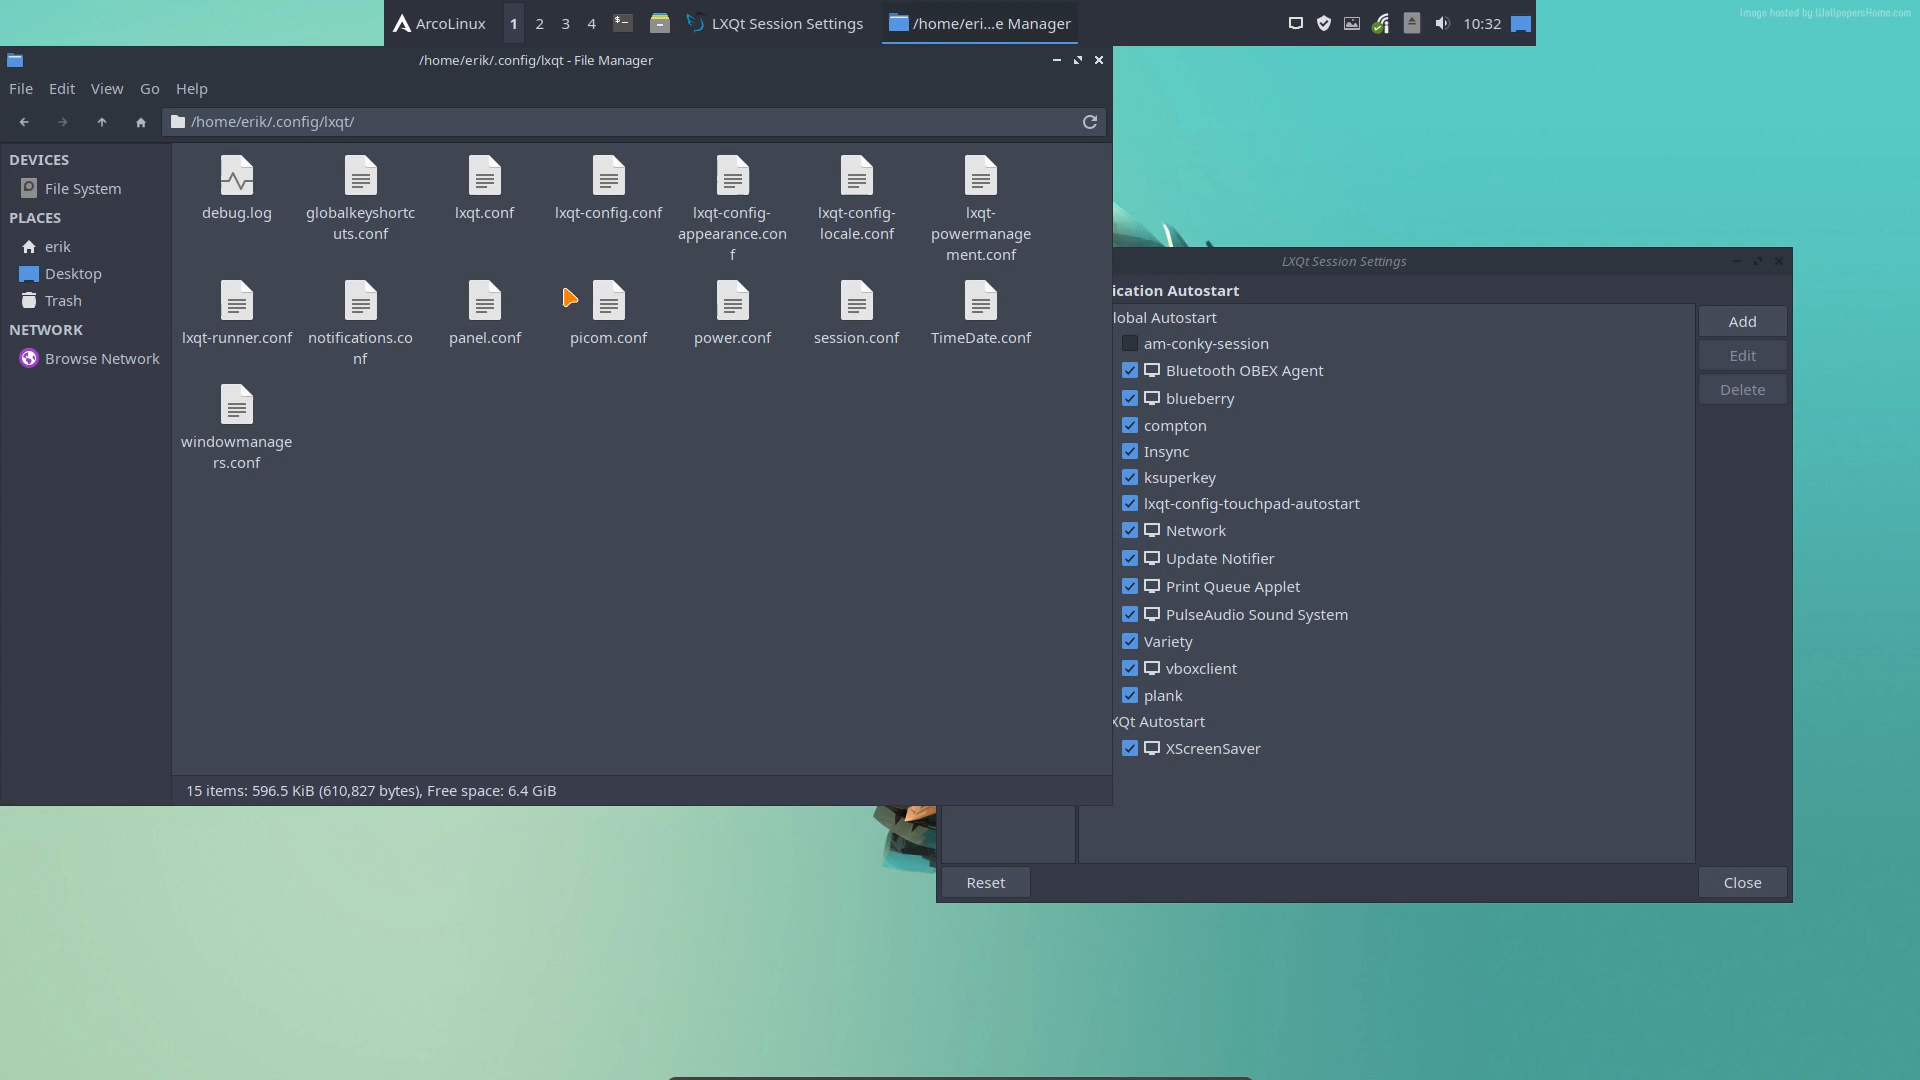 ArcoLinux 1 2 3 4 LXQt Session Settings /home/eri...e Manager 10:32
Image hosted by WallpapersHome.com
/home/erik/.config/lxqt - File Manager
File Edit View Go Help
/home/erik/.config/lxqt/
DEVICES
File System
PLACES
erik
Desktop
Trash
NETWORK
Browse Network
debug.log
globalkeyshortc
uts.conf
lxqt.conf
lxqt-config.conf
lxqt-config-
appearance.con
f
lxqt-config-
locale.conf
lxqt-
powermanage
ment.conf
lxqt-runner.conf
notifications.co
nf
panel.conf
picom.conf
power.conf
session.conf
TimeDate.conf
windowmanage
rs.conf
15 items: 596.5 KiB (610,827 bytes), Free space: 6.4 GiB
LXQt Session Settings
ication Autostart
lobal Autostart
am-conky-session
Bluetooth OBEX Agent
blueberry
compton
Insync
ksuperkey
lxqt-config-touchpad-autostart
Network
Update Notifier
Print Queue Applet
PulseAudio Sound System
Variety
vboxclient
plank
XQt Autostart
XScreenSaver
Add
Edit
Delete
Reset
Close